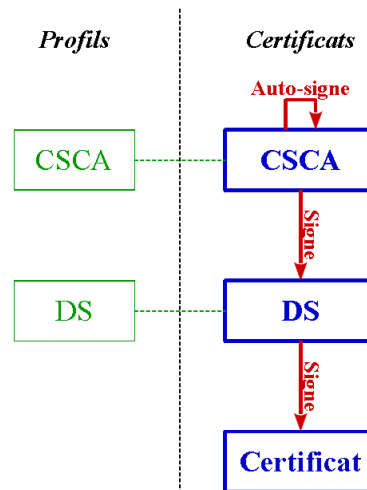 Profils
Certificats
Auto-signe
CSCA
CSCA
Signe
DS
DS
Signe
Certificat